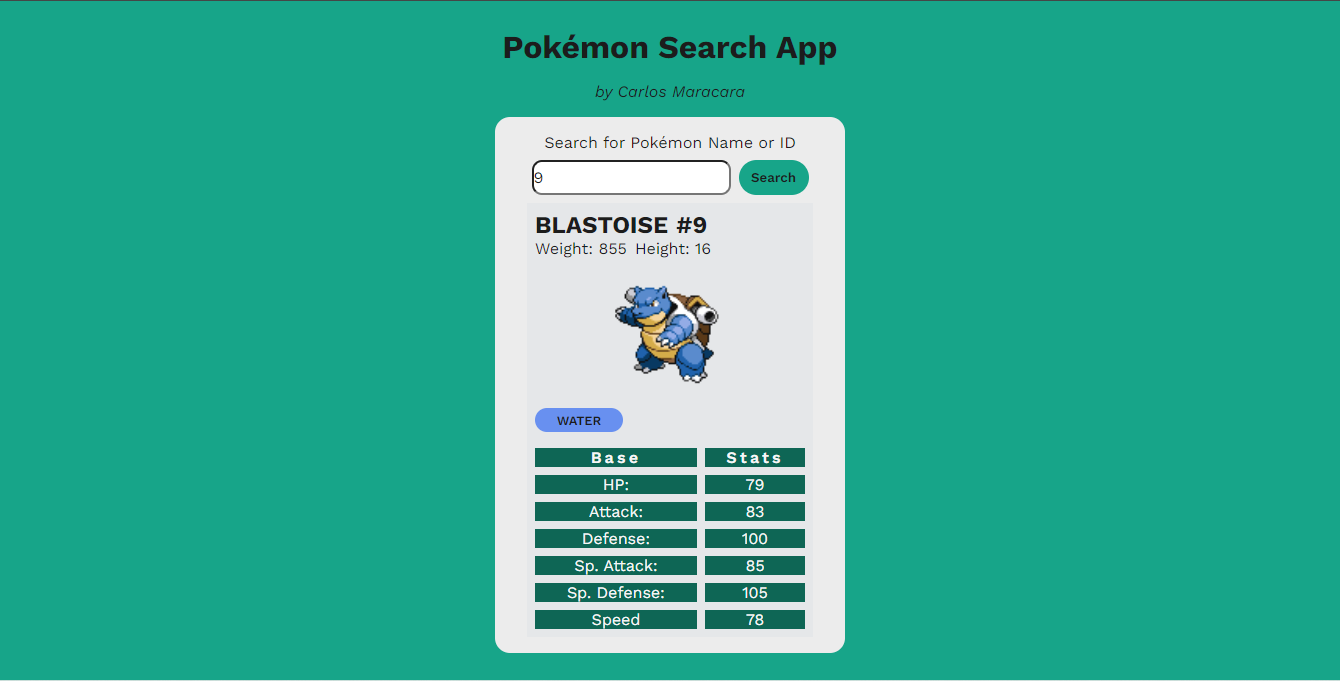 Pokémon Search App
by Carlos Maracara
Search for Pokémon Name or ID
9 Search
BLASTOISE #9
Weight: 855 Height: 16
WATER
Base Stats
HP: 79
Attack: 83
Defense: 100
Sp. Attack: 85
Sp. Defense: 105
Speed 78